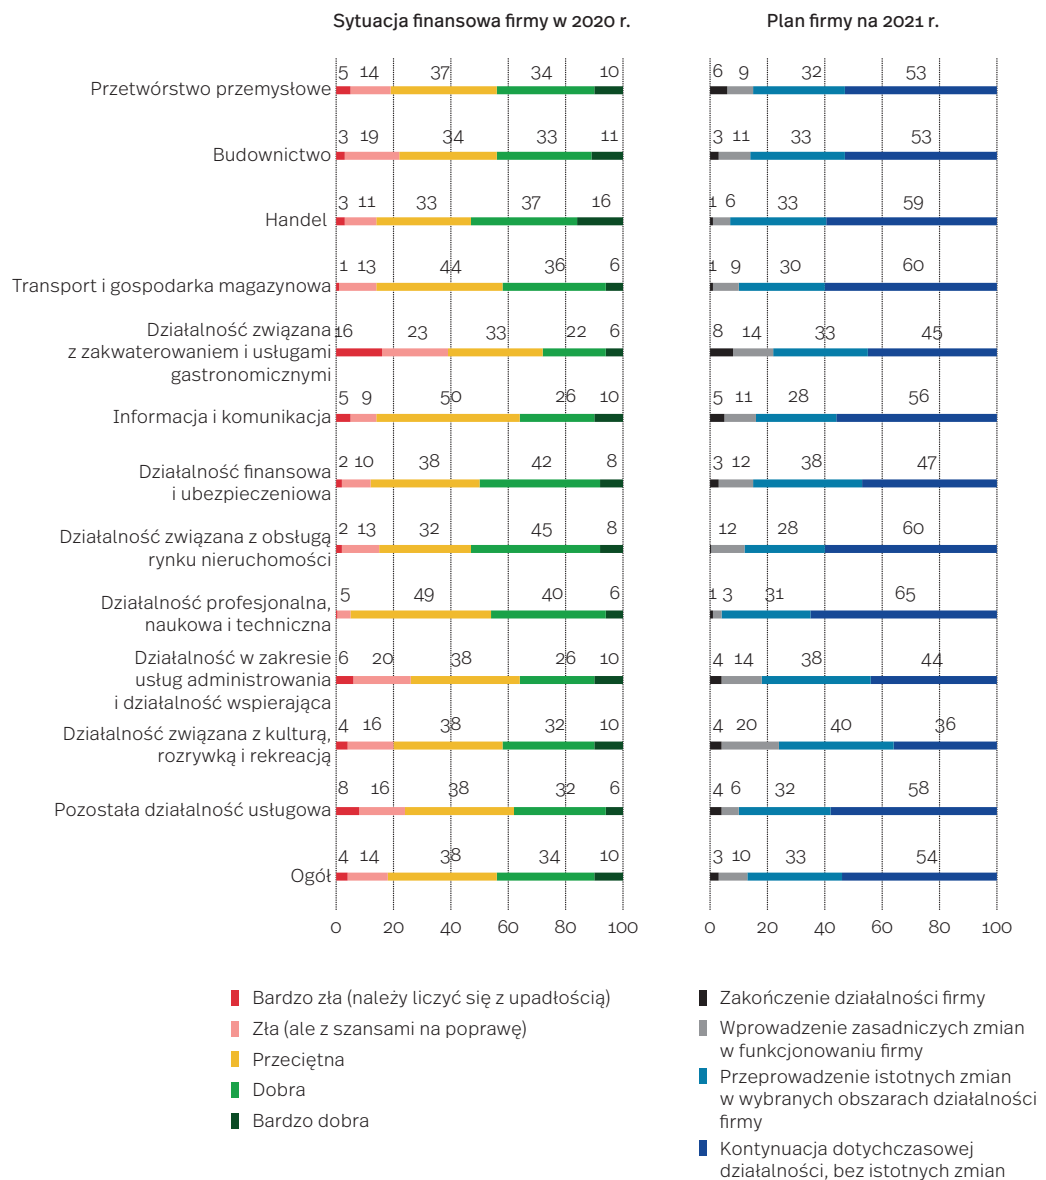 Sytuacja finansowa firmy w 2020 r.
Plan firmy na 2021 r.
5 14 37 34 10
6 9 32 53
Przetwórstwo przemysłowe
3 19 34 33 11
3 11 33 53
Budownictwo
3 11 33 37 16
1 6 33 59
Handel
1 13 44 36 6
1 9 30 60
Transport i gospodarka magazynowa
16 23 33 22 6
8 14 33 45
Działalność związana
z zakwaterowaniem i usługami
gastronomicznymi
5 9 50 26 10
5 11 28 56
Informacja i komunikacja
2 10 38 42 8
3 12 38 47
Działalność finansowa
i ubezpieczeniowa
2 13 32 45 8
12 28 60
Działalność związana z obsługą
rynku nieruchomości
5 49 40 6
1 3 31 65
Działalność profesjonalna,
naukowa i techniczna
6 20 38 26 10
4 14 38 44
Działalność w zakresie
usług administrowania
i działalność wspierająca
4 16 38 32 10
4 20 40 36
Działalność związana z kulturą,
rozrywką i rekreacją
8 16 38 32 6
4 6 32 58
Pozostała działalność usługowa
4 14 38 34 10
3 10 33 54
Ogół
0 20 40 60 80 100
0 20 40 60 80 100
Bardzo zła (należy liczyć się z upadłością)
Zła (ale z szansami na poprawę)
Przeciętna
Dobra
Bardzo dobra
Zakończenie działalności firmy
Wprowadzenie zasadniczych zmian
w funkcjonowaniu firmy
Przeprowadzenie istotnych zmian
w wybranych obszarach działalności
firmy
Kontynuacja dotychczasowej
działalności, bez istotnych zmian